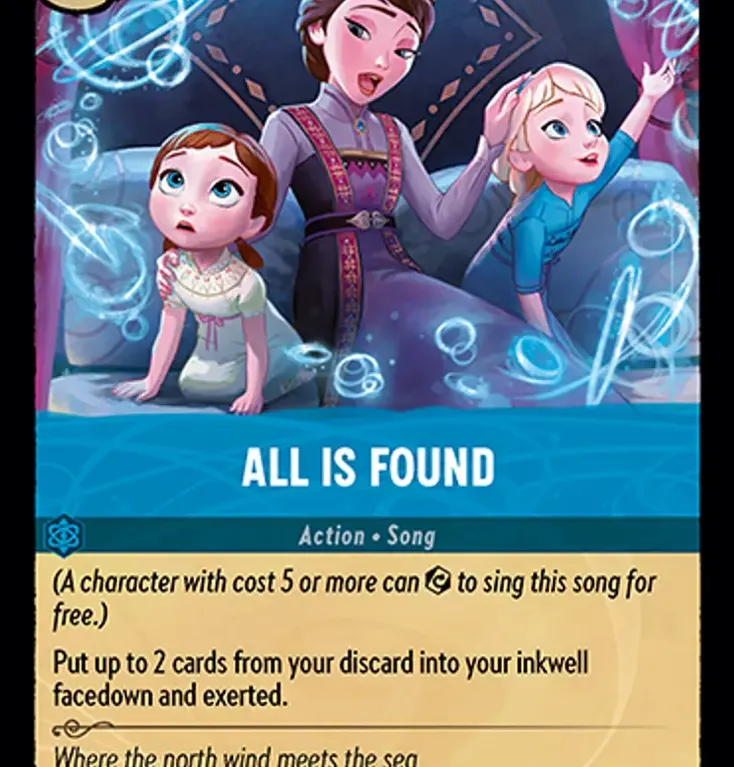 ALL IS FOUND
Action • Song
(A character with cost 5 or more can to sing this song for
free.)
Put up to 2 cards from your discard into your inkwell
facedown and exerted.
Where the north wind meets the sea